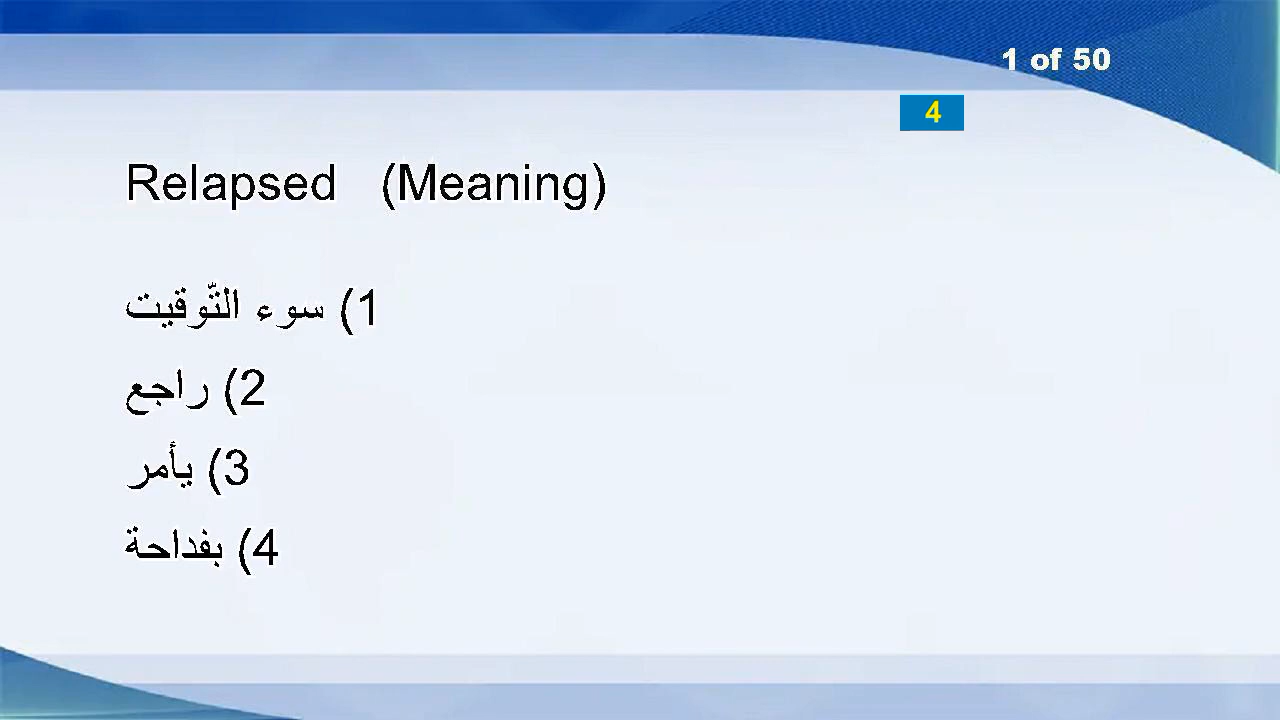 1 of 50
4
Relapsed (Meaning)
1) سوء التّوقيت
2) راجع
3) يأمر
4) بفداحة